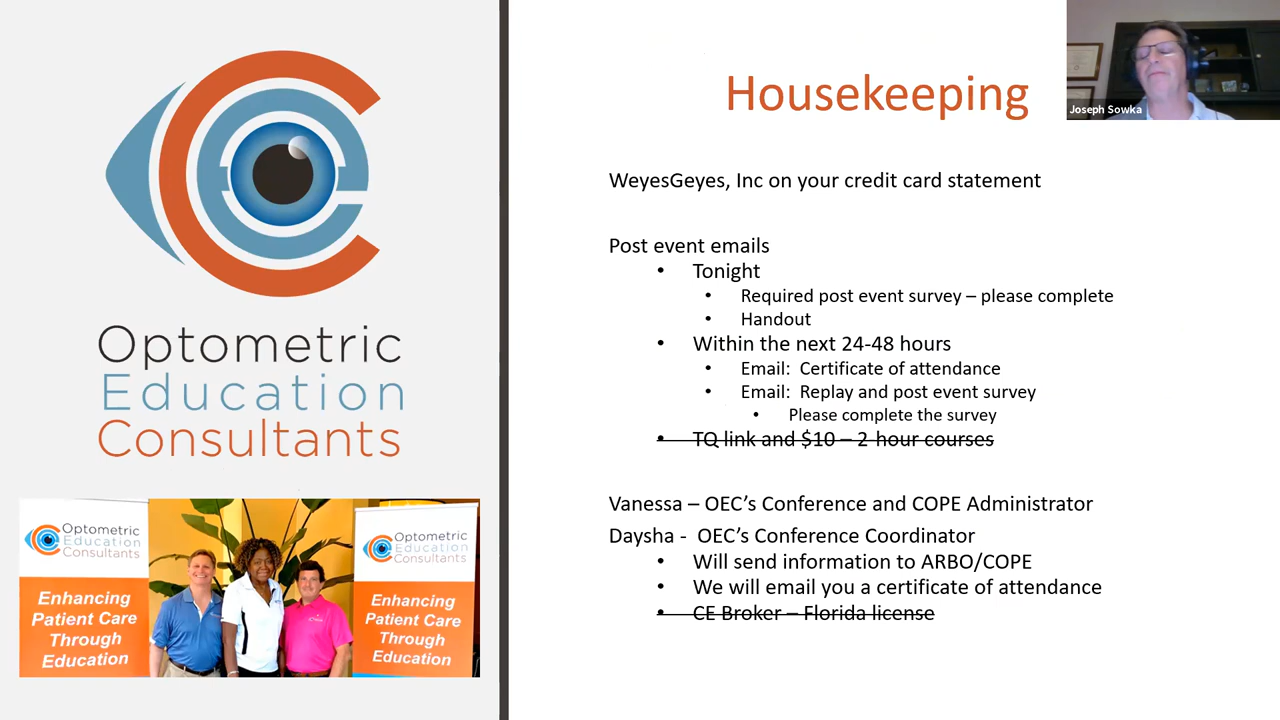 Optometric
Education
Consultants
Optometric
Education
Consultants
Enhancing
Patient Care
Through
Education
Optometric
Education
Consultants
Enhancing
Patient Care
Through
Education
Housekeeping
Joseph Sowka
WeyesGeyes, Inc on your credit card statement
Post event emails
• Tonight
• Required post event survey – please complete
• Handout
• Within the next 24-48 hours
• Email: Certificate of attendance
• Email: Replay and post event survey
• Please complete the survey
• TQ link and $10 – 2-hour courses
Vanessa – OEC’s Conference and COPE Administrator
Daysha - OEC’s Conference Coordinator
• Will send information to ARBO/COPE
• We will email you a certificate of attendance
• CE Broker – Florida license